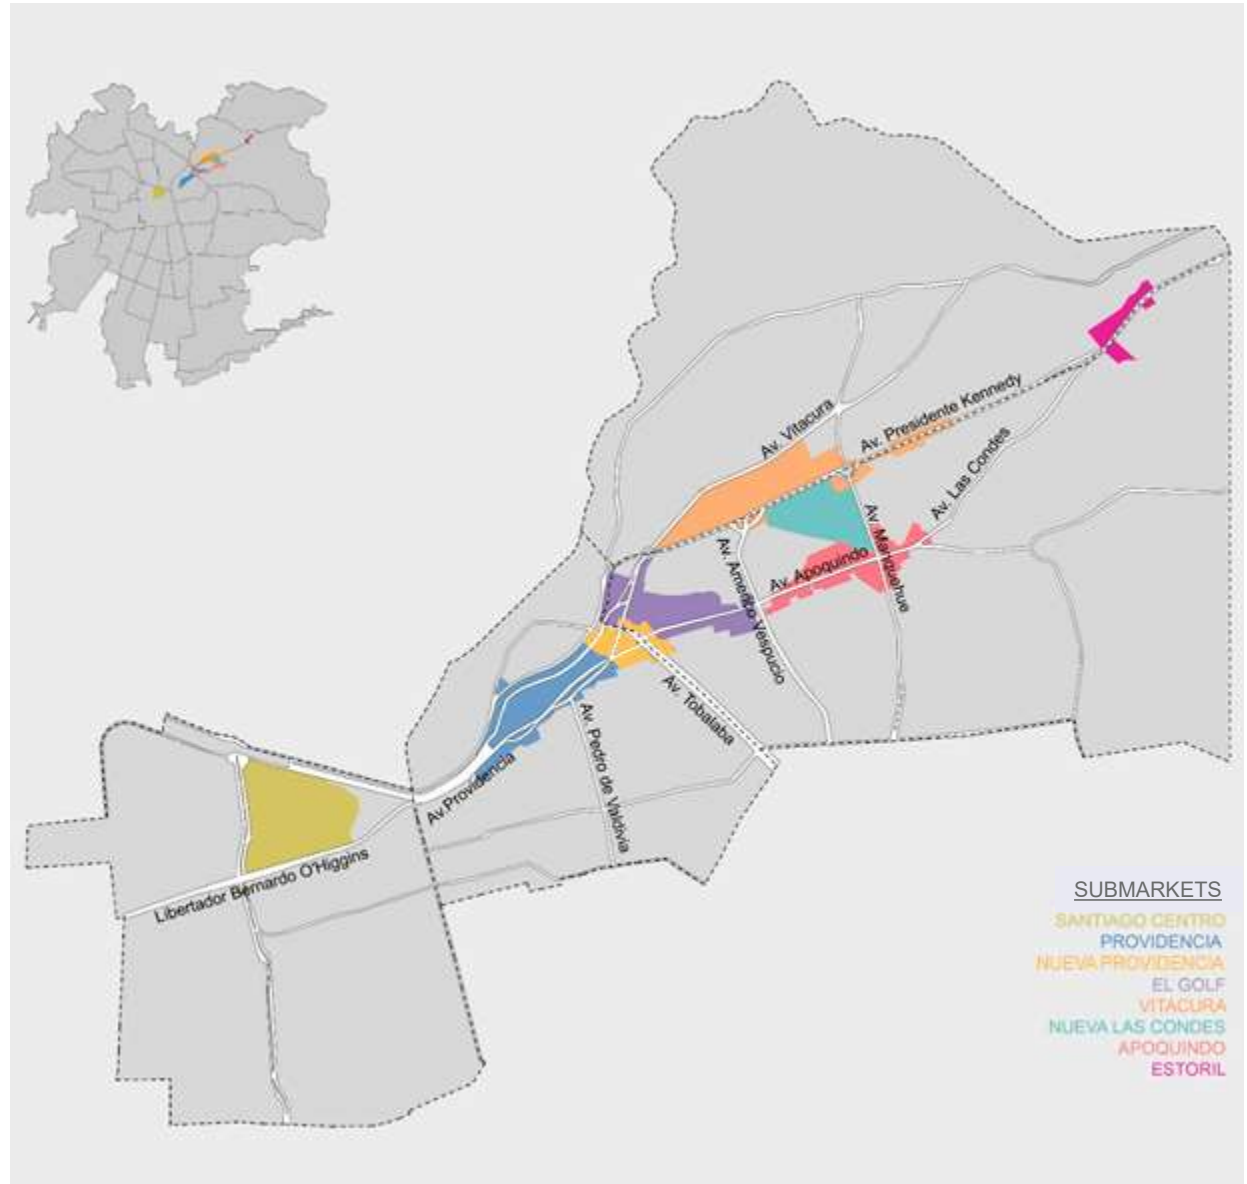 Av. Vitacura
Av. Presidente Kennedy
Av. Las Condes
Av. Manquehue
Av. Americo Vespucio
Av. Apoquindo
Av. Tobalaba
Av. Pedro de Valdivia
Av.Providencia
Libertador Bernardo O'Higgins
SUBMARKETS
SANTIAGO CENTRO
PROVIDENCIA
NUEVA PROVIDENCIA
EL GOLF
VITACURA
NUEVA LAS CONDES
APOQUINDO
ESTORIL